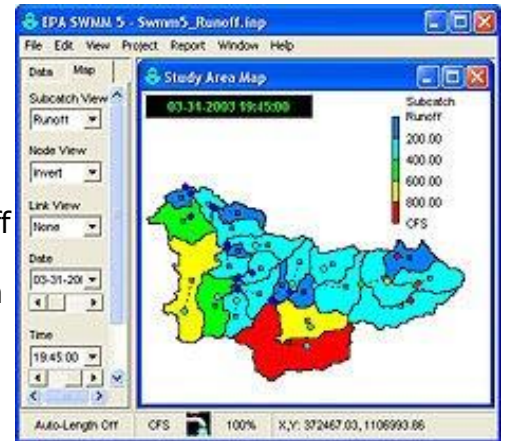 EPA SWMM 5 - Swmm5_Runoff.inp
File Edit View Project Report Window Help
Data Map
Study Area Map
Subcatch View
Runoff
03-31-2003 19:45:00
Subcatch
Runoff
200.00
400.00
600.00
800.00
CFS
Node View
Invert
Link View
None
ff
Date
03-31-200
Time
19:45:00
Auto-Length Off CFS 100% X,Y: 372467.03, 1106993.86